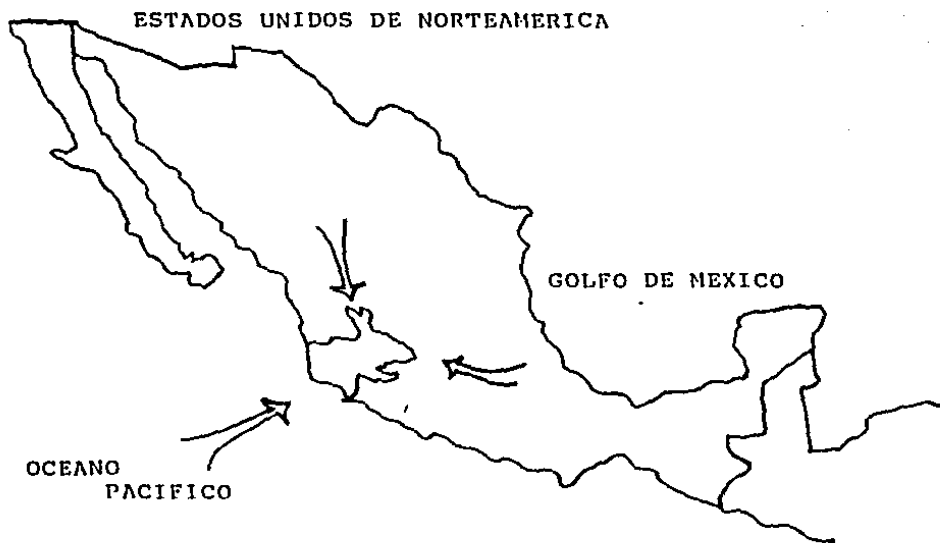 ESTADOS UNIDOS DE NORTEAMERICA
GOLFO DE MEXICO
OCEANO
PACIFICO